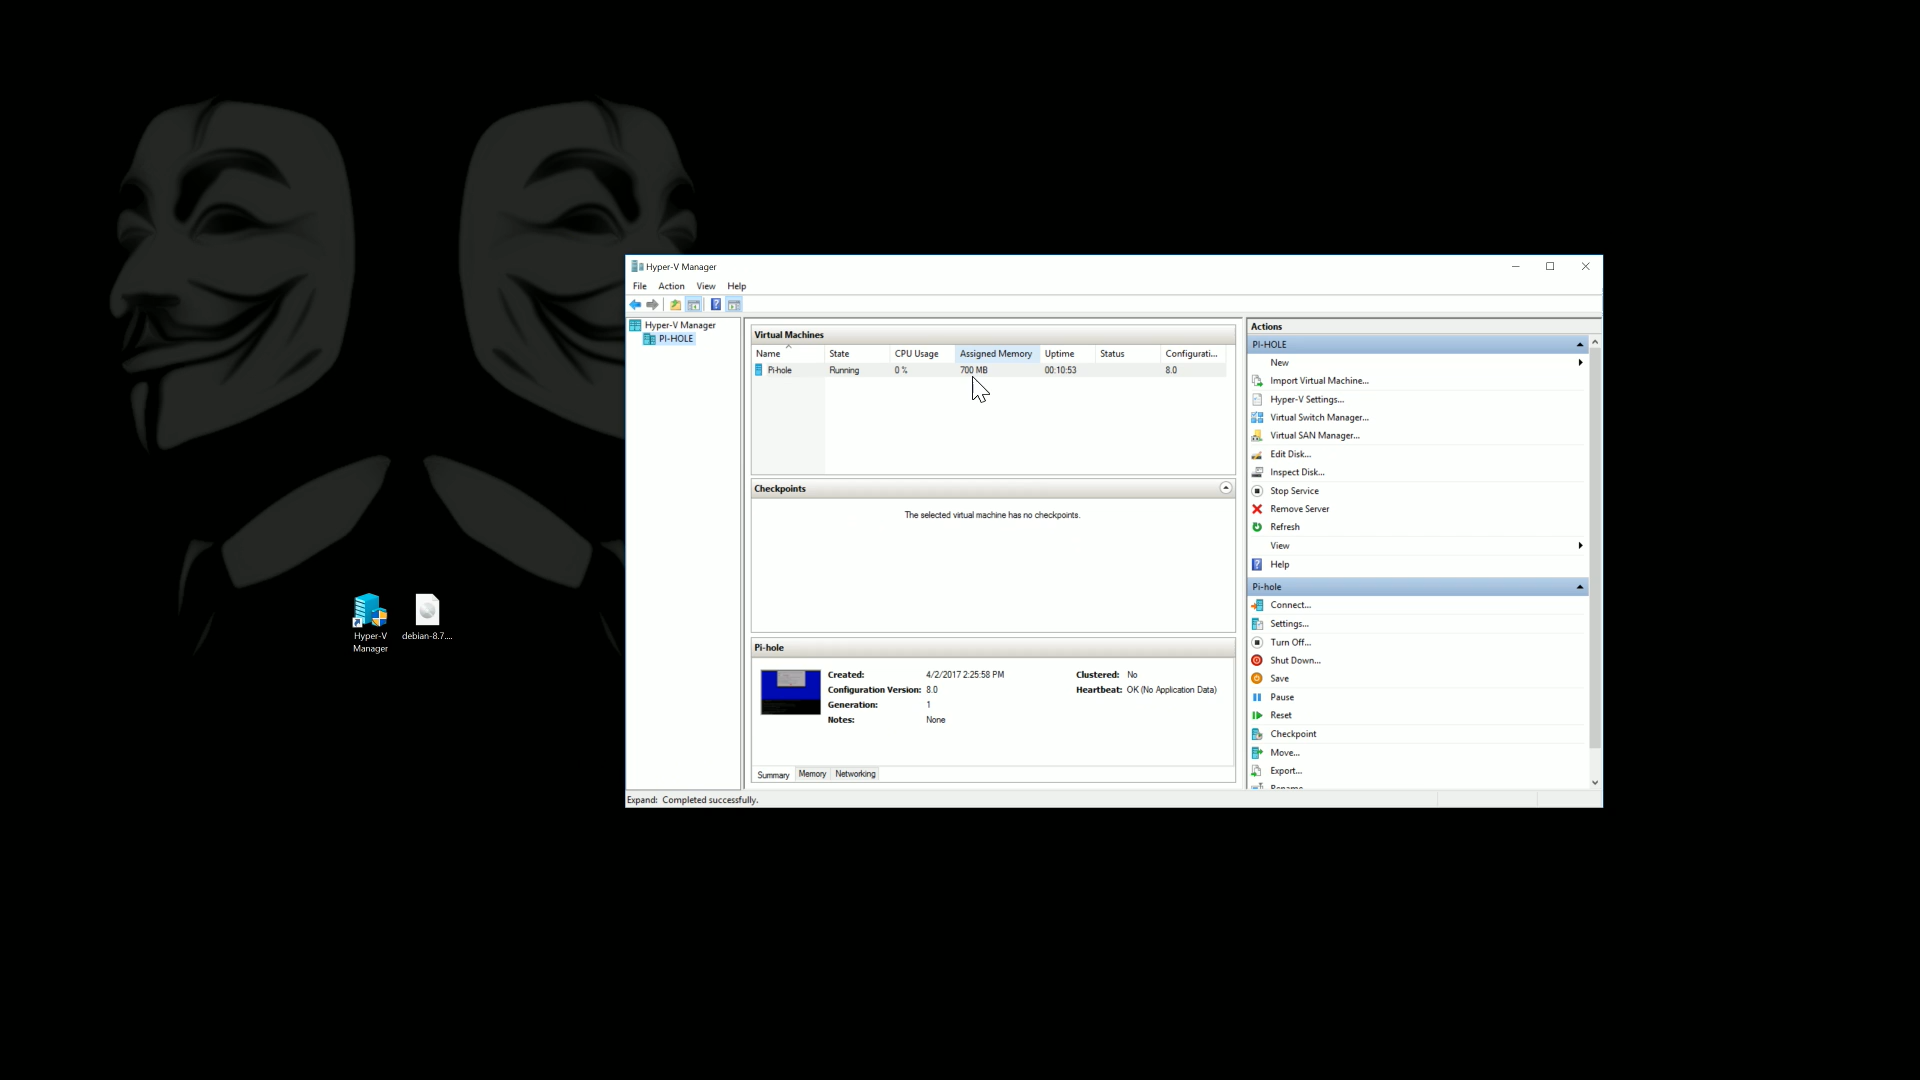 Hyper-V Manager
File Action View Help
Hyper-V Manager
PI-HOLE
Virtual Machines
Name State CPU Usage Assigned Memory Uptime Status Configurati...
Pi-hole Running 0 % 700 MB 00:10:53 8.0
Checkpoints
The selected virtual machine has no checkpoints.
Pi-hole
Created: 4/2/2017 2:25:58 PM Clustered: No
Configuration Version: 8.0 Heartbeat: OK (No Application Data)
Generation: 1
Notes: None
Summary Memory Networking
Actions
PI-HOLE
New
Import Virtual Machine...
Hyper-V Settings...
Virtual Switch Manager...
Virtual SAN Manager...
Edit Disk...
Inspect Disk...
Stop Service
Remove Server
Refresh
View
Help
Pi-hole
Connect...
Settings...
Turn Off...
Shut Down...
Save
Pause
Reset
Checkpoint
Move...
Export...
Rename...
Expand: Completed successfully.
Hyper-V
Manager
debian-8.7....